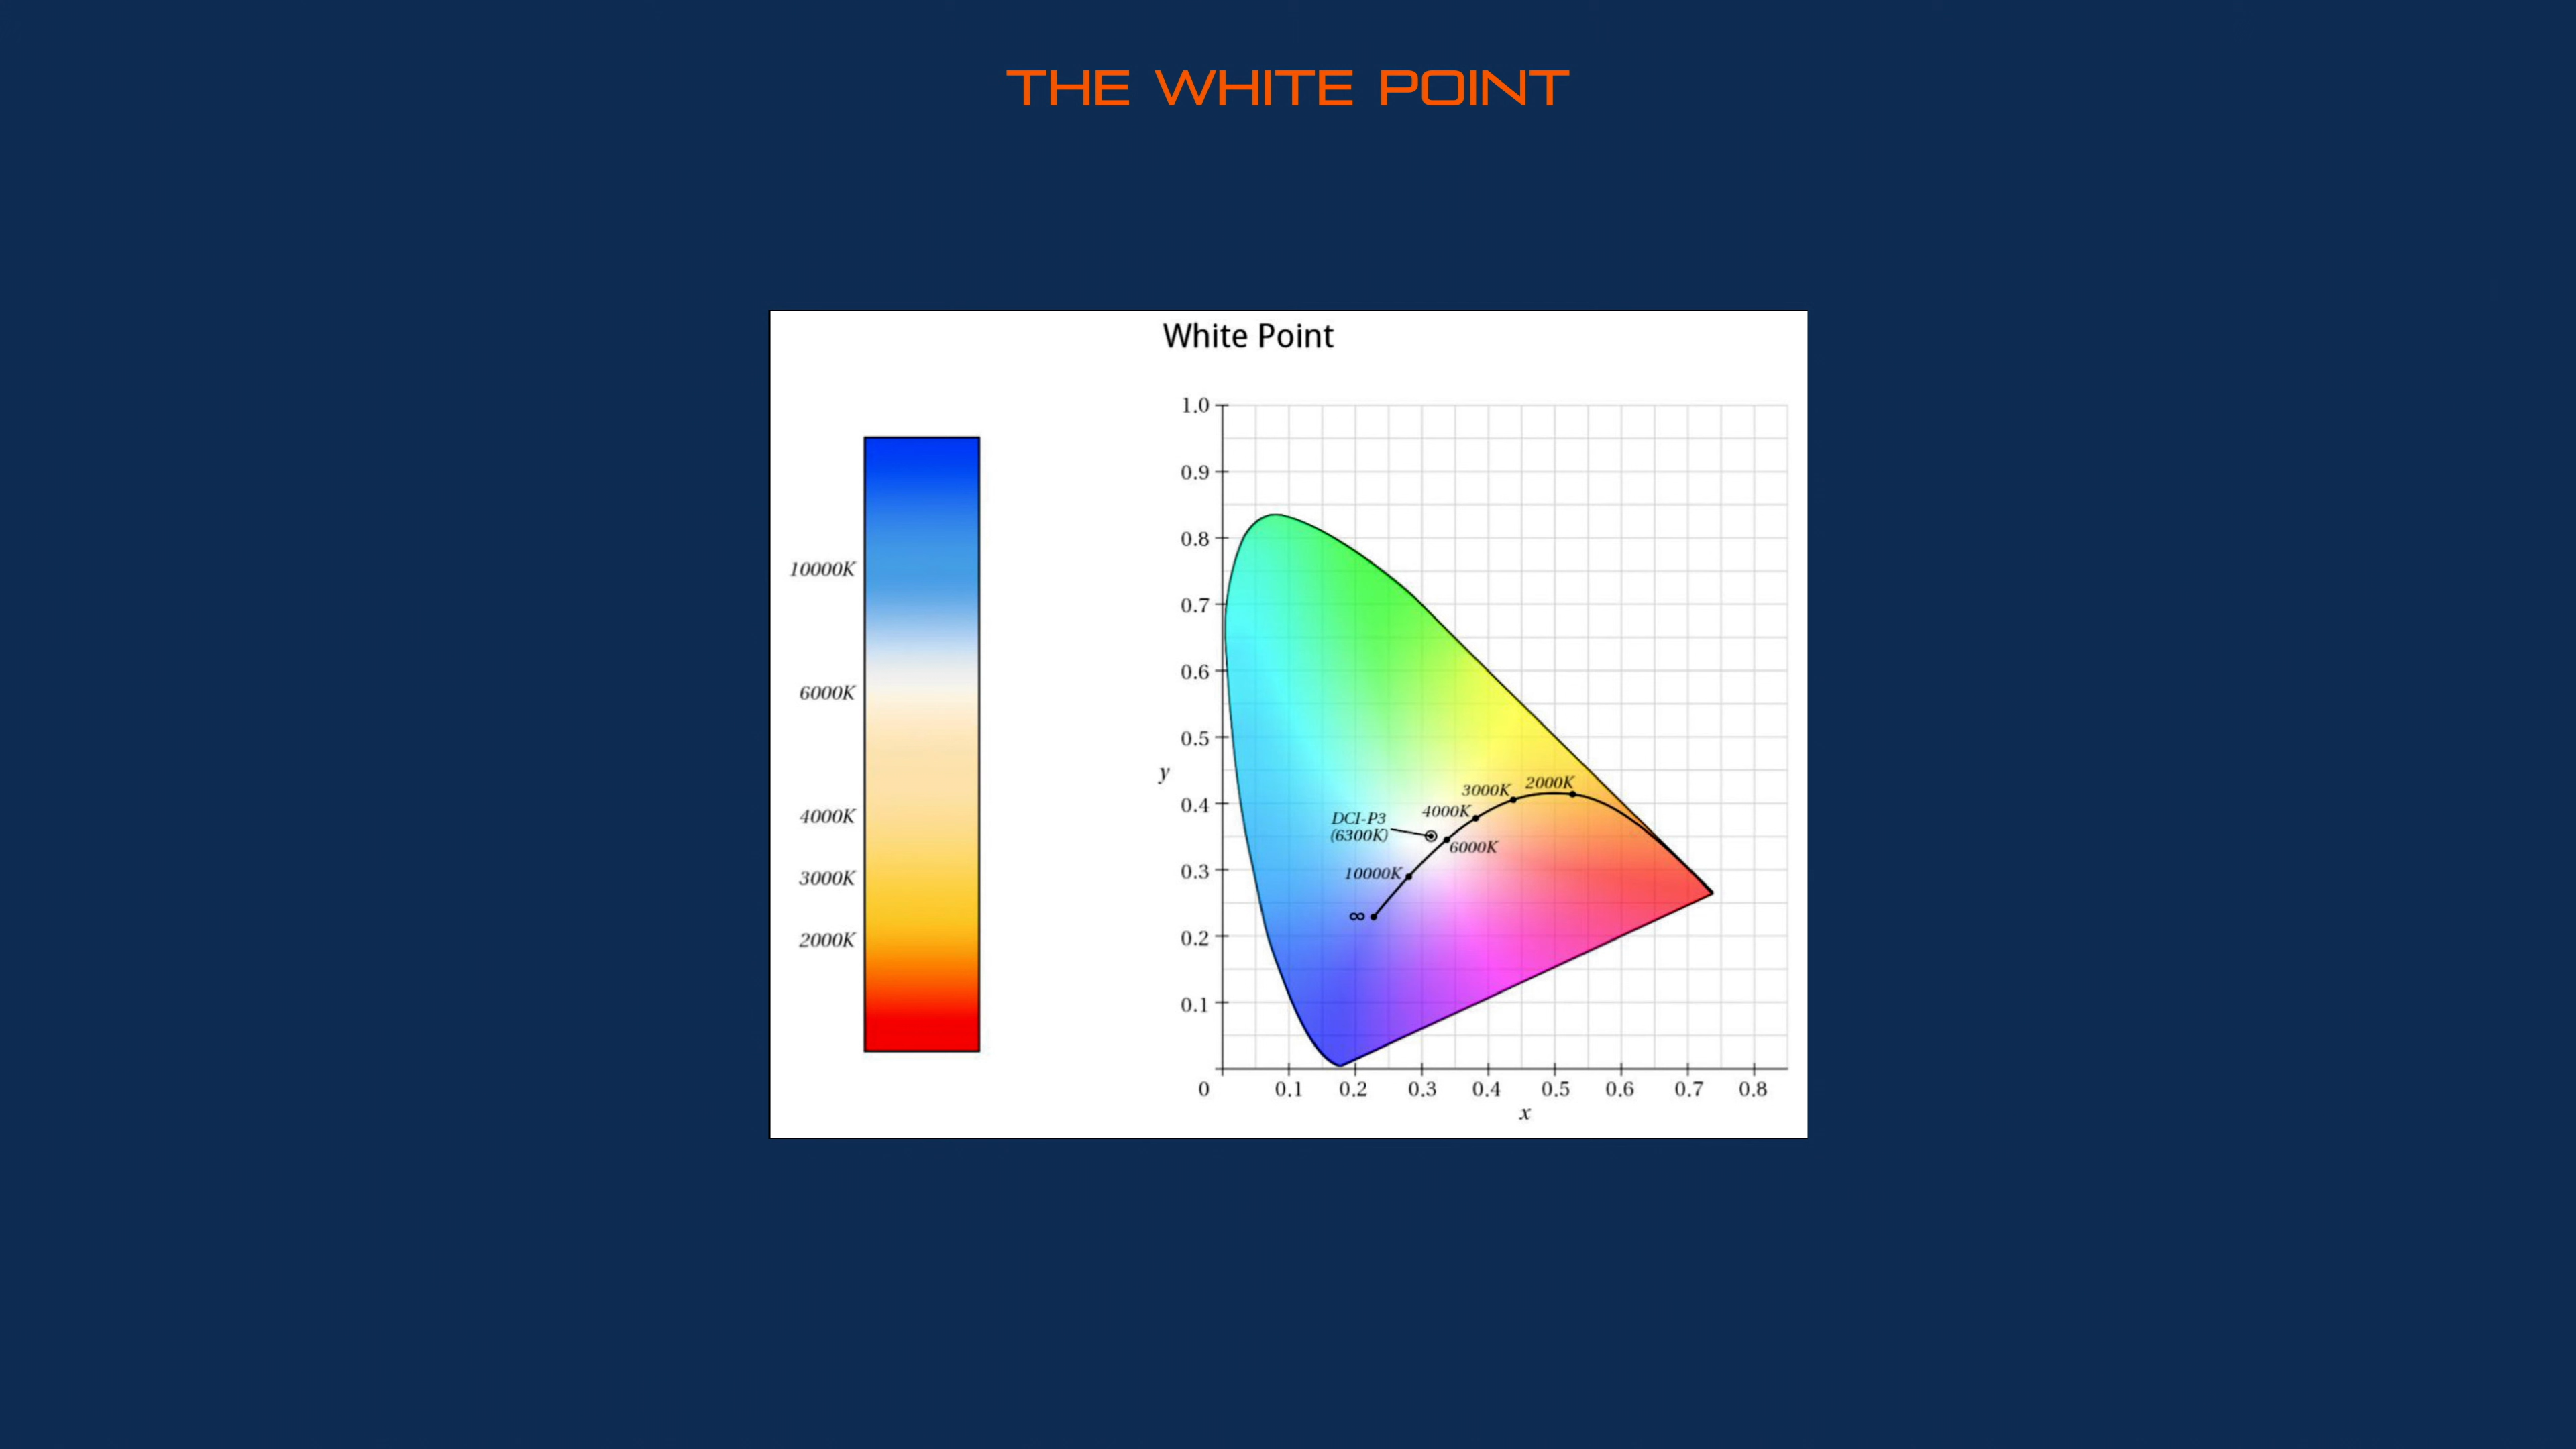 THE WHITE POINT
White Point
10000K
6000K
4000K
3000K
2000K
1.0
0.9
0.8
0.7
0.6
0.5
0.4
0.3
0.2
0.1
y
2000K
3000K
4000K
DCI-P3
(6300K)
6000K
10000K
∞
0 0.1 0.2 0.3 0.4 0.5 0.6 0.7 0.8
x